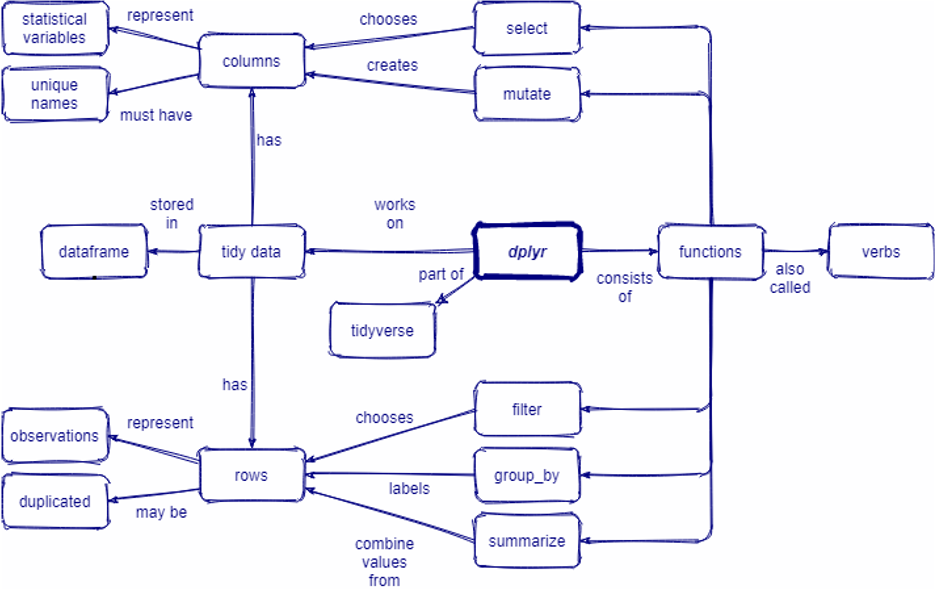 statistical
variables
represent
columns
chooses
select
unique
names
must have
creates
mutate
has
stored
in
dataframe
tidy data
works
on
dplyr
part of
tidyverse
consists
of
functions
also
called
verbs
has
observations
represent
rows
chooses
filter
duplicated
may be
labels
group_by
combine
values
from
summarize